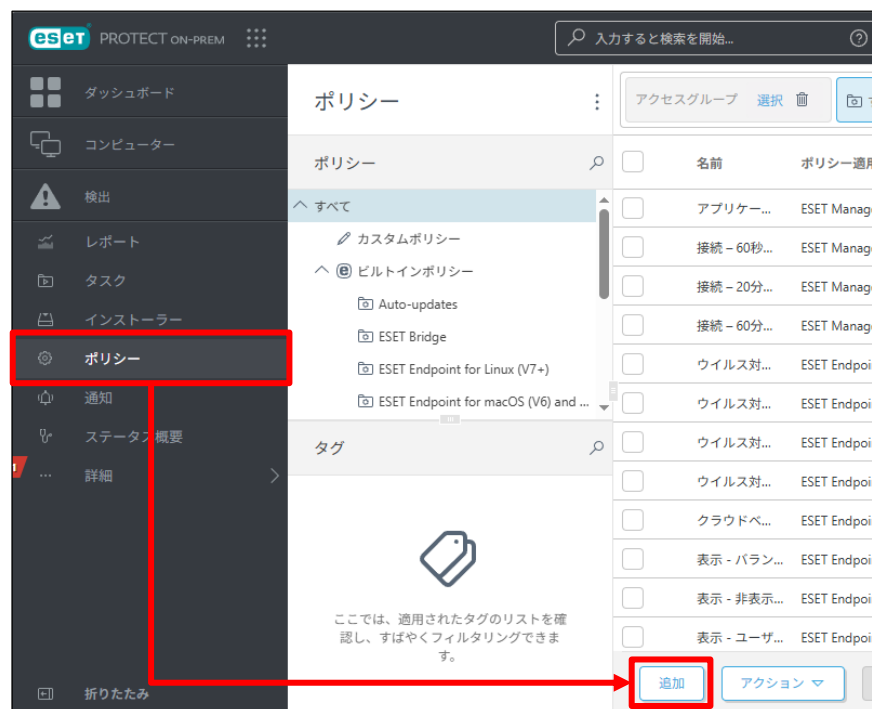 eseT PROTECT ON-PREM
入力すると検索を開始...
ダッシュボード
コンピューター
検出
レポート
タスク
インストーラー
ポリシー
通知
ステータス概要
詳細
折りたたみ
ポリシー
ポリシー
すべて
カスタムポリシー
ビルトインポリシー
Auto-updates
ESET Bridge
ESET Endpoint for Linux (V7+)
ESET Endpoint for macOS (V6) and ...
タグ
ここでは、適用されたタグのリストを確
認し、すばやくフィルタリングできま
す。
アクセスグループ 選択
名前 ポリシー適用
アプリケー... ESET Manag
接続 – 60秒... ESET Manag
接続 – 20分... ESET Manag
接続 – 60分... ESET Manag
ウイルス対... ESET Endpoi
ウイルス対... ESET Endpoi
ウイルス対... ESET Endpoi
ウイルス対... ESET Endpoi
クラウドベ... ESET Endpoi
表示 - バラン... ESET Endpoi
表示 - 非表示... ESET Endpoi
表示 - ユーザ... ESET Endpoi
追加 アクション